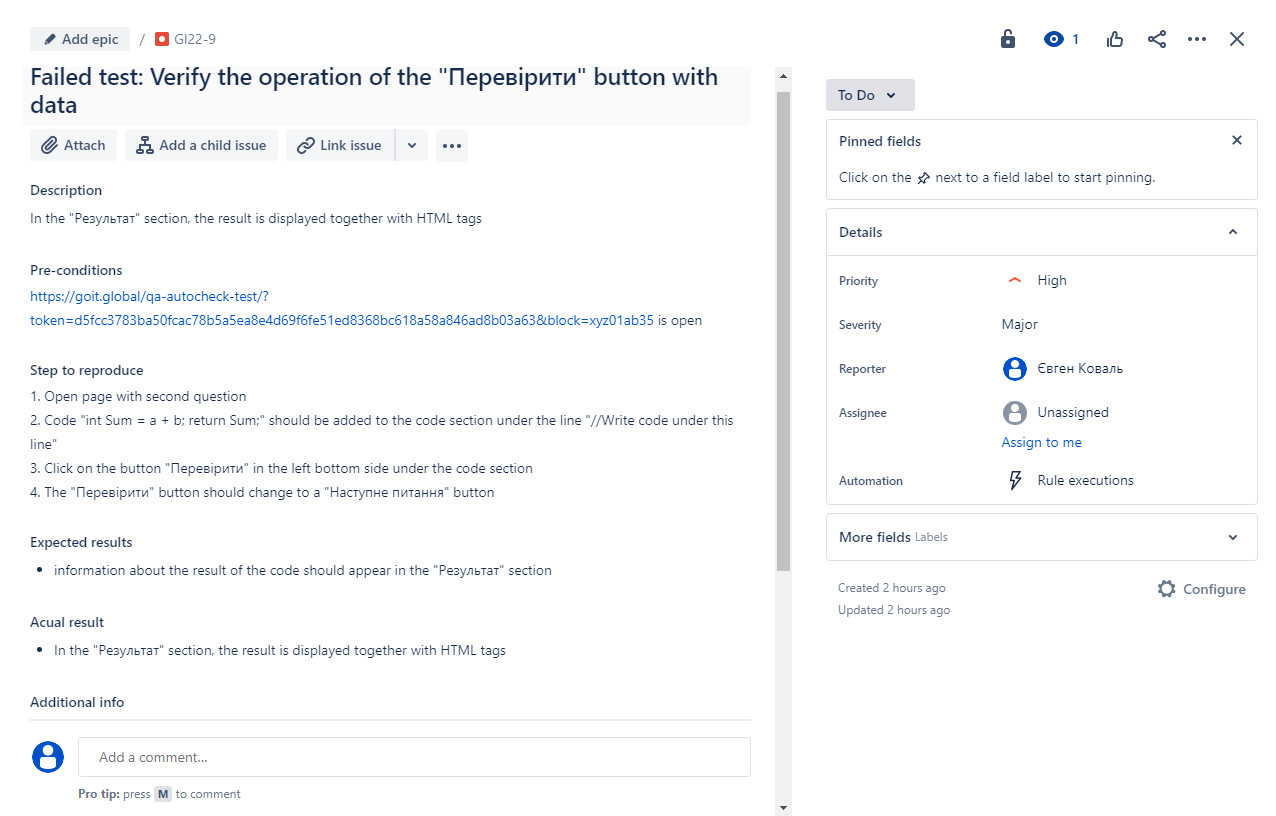 Add epic / GI22-9
1
Failed test: Verify the operation of the "Перевірити" button with
data
Attach
Add a child issue
Link issue
Description
In the "Результат" section, the result is displayed together with HTML tags
Pre-conditions
https://goit.global/qa-autocheck-test/?
token=d5fcc3783ba50fcac78b5a5ea8e4d69f6fe51ed8368bc618a58a846ad8b03a63&block=xyz01ab35 is open
Step to reproduce
1. Open page with second question
2. Code "int Sum = a + b; return Sum;" should be added to the code section under the line "//Write code under this
line"
3. Click on the button "Перевірити" in the left bottom side under the code section
4. The "Перевірити" button should change to a "Наступне питання" button
Expected results
• information about the result of the code should appear in the "Результат" section
Acual result
• In the "Результат" section, the result is displayed together with HTML tags
Additional info
Add a comment...
Pro tip: press M to comment
To Do
Pinned fields
Click on the next to a field label to start pinning.
Details
Priority High
Severity Major
Reporter Євген Коваль
Assignee Unassigned
Assign to me
Automation Rule executions
More fields Labels
Created 2 hours ago
Configure
Updated 2 hours ago